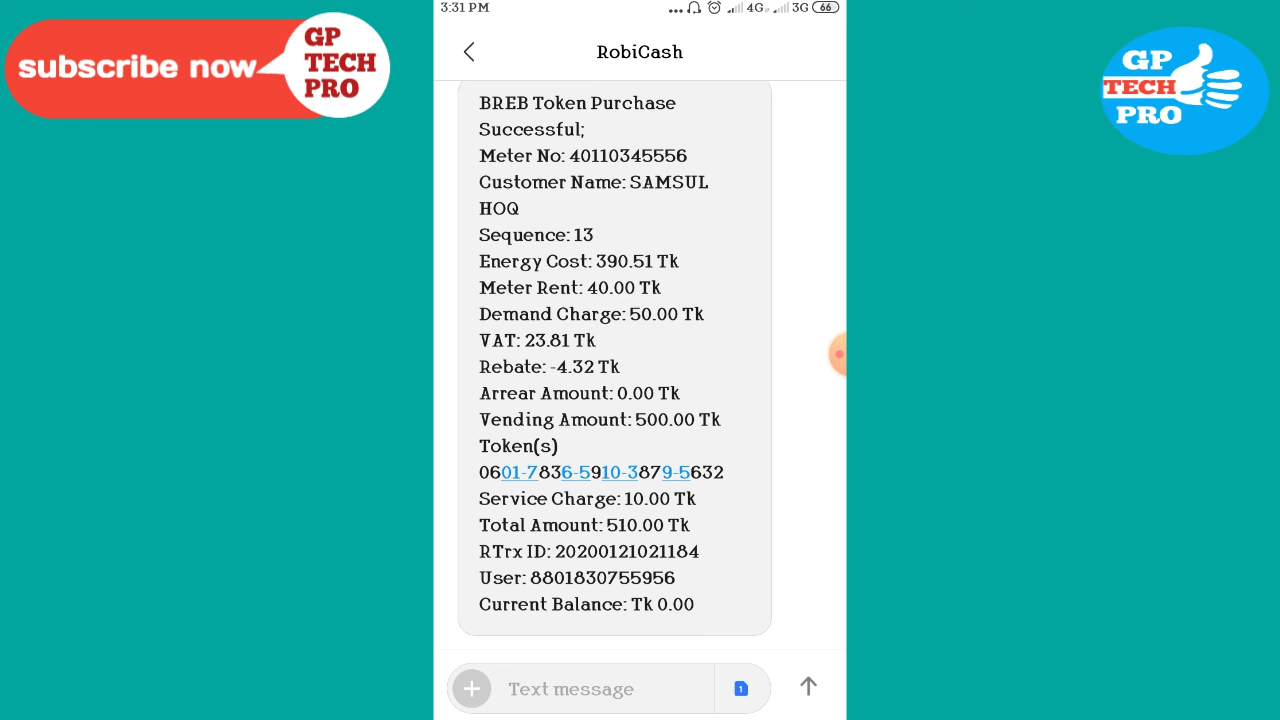 subscribe now
GP
TECH
PRO
3:31 PM
4G
3G
66
RobiCash
GP
TECH
PRO
BREB Token Purchase
Successful;
Meter No: 40110345556
Customer Name: SAMSUL
HOQ
Sequence: 13
Energy Cost: 390.51 Tk
Meter Rent: 40.00 Tk
Demand Charge: 50.00 Tk
VAT: 23.81 Tk
Rebate: -4.32 Tk
Arrear Amount: 0.00 Tk
Vending Amount: 500.00 Tk
Token(s)
0601-7836-5910-3879-5632
Service Charge: 10.00 Tk
Total Amount: 510.00 Tk
RTrx ID: 20200121021184
User: 8801830755956
Current Balance: Tk 0.00
Text message
1